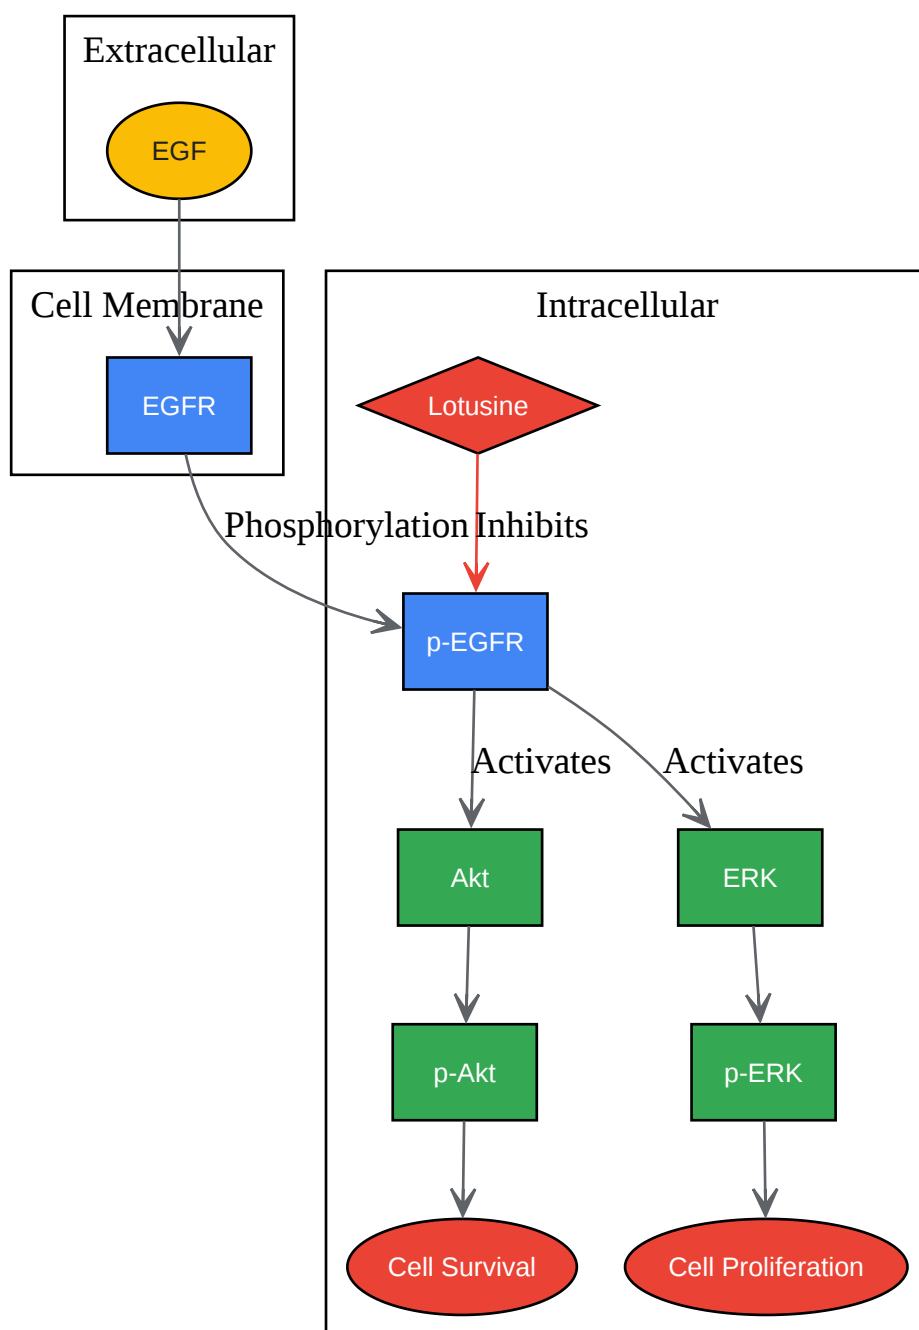 Extracellular
EGF
Cell Membrane
EGFR
Intracellular
Lotusine
Phosphorylation
Inhibits
p-EGFR
Activates
Activates
Akt
ERK
p-Akt
p-ERK
Cell Survival
Cell Proliferation